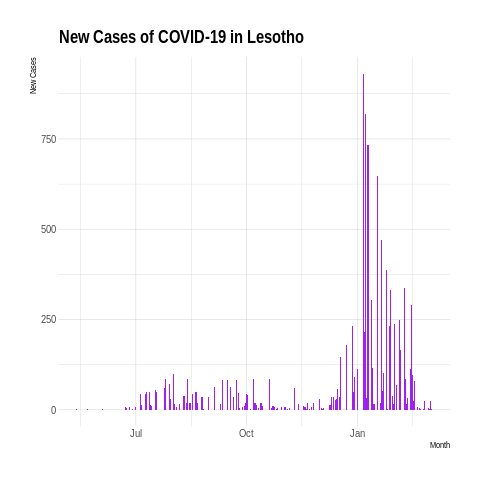 New Cases of COVID-19 in Lesotho
New Cases
750
500
250
0
Jul Oct Jan
Month